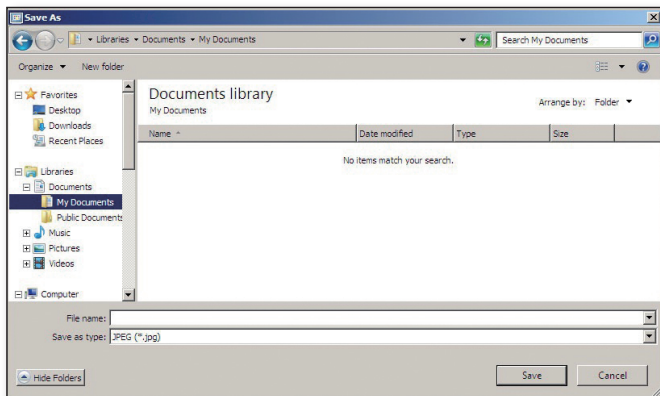 Save As
Libraries Documents My Documents
Search My Documents
Organize New folder
Favorites
Desktop
Downloads
Recent Places
Libraries
Documents
My Documents
Public Documents
Music
Pictures
Videos
Computer
Documents library
My Documents
Arrange by: Folder
Name Date modified Type Size
No items match your search.
File name:
Save as type: JPEG (*.jpg)
Hide Folders
Save Cancel